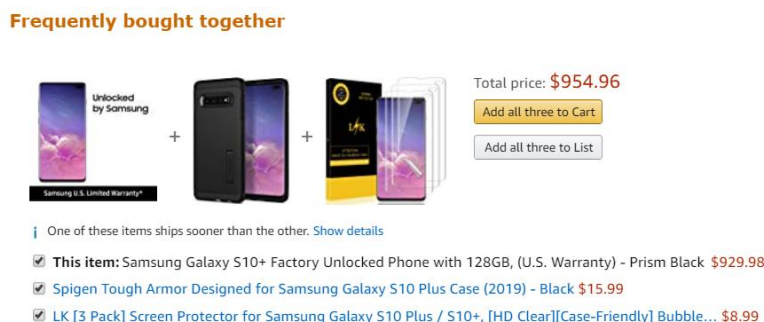 Frequently bought together
Unlocked
by Samsung
Samsung U.S. Limited Warranty*
+
+
LK
Total price: $954.96
Add all three to Cart
Add all three to List
i One of these items ships sooner than the other. Show details
This item: Samsung Galaxy S10+ Factory Unlocked Phone with 128GB, (U.S. Warranty) - Prism Black $929.98
Spigen Tough Armor Designed for Samsung Galaxy S10 Plus Case (2019) - Black $15.99
LK [3 Pack] Screen Protector for Samsung Galaxy S10 Plus / S10+, [HD Clear][Case-Friendly] Bubble... $8.99